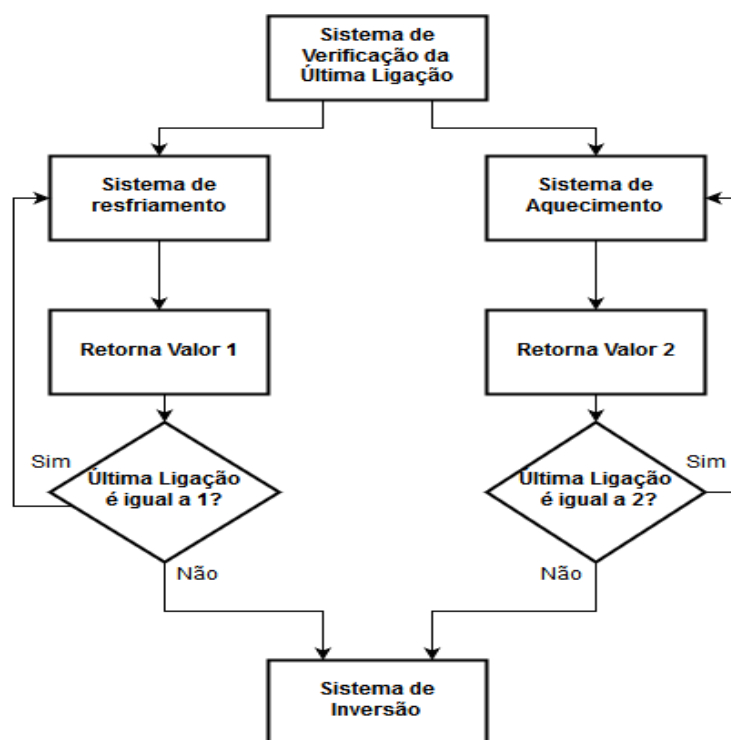 Sistema de
Verificação da
Última Ligação
Sistema de
resfriamento
Sistema de
Aquecimento
Retorna Valor 1
Retorna Valor 2
Sim
Última Ligação
é igual a 1?
Última Ligação
é igual a 2?
Sim
Não
Não
Sistema de
Inversão